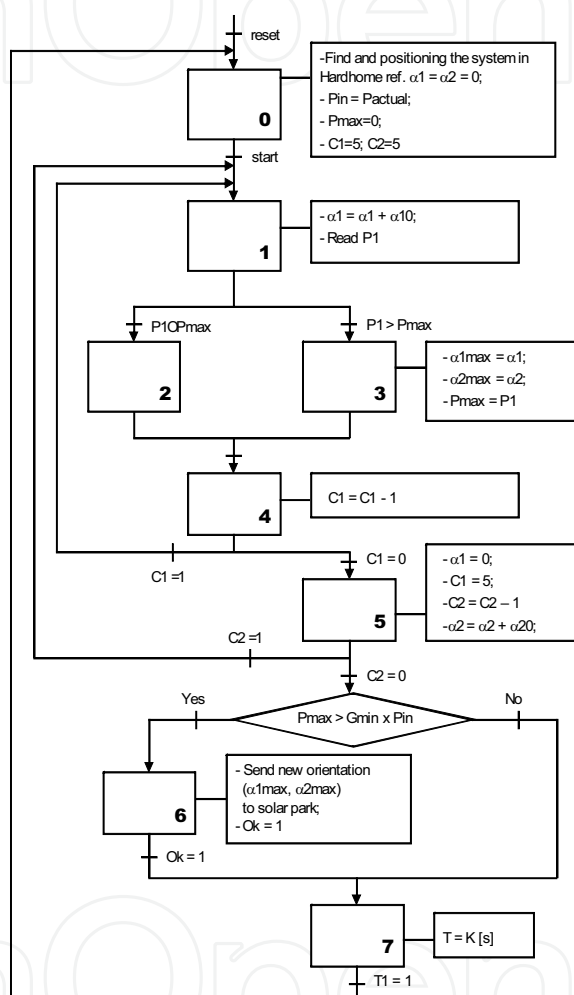 reset
-Find and positioning the system in
Hardhome ref. α1 = α2 = 0;
- Pin = Pactual;
- Pmax=0;
- C1=5; C2=5
0
start
- α1 = α1 + α10;
- Read P1
1
P1OPmax
P1 > Pmax
2
3
- α1max = α1;
- α2max = α2;
- Pmax = P1
4
C1 = C1 - 1
C1 =1
C1 = 0
5
- α1 = 0;
- C1 = 5;
-C2 = C2 – 1
-α2 = α2 + α20;
C2 =1
C2 = 0
Yes
Pmax > Gmin x Pin
No
6
- Send new orientation
(α1max, α2max)
to solar park;
- Ok = 1
Ok = 1
7
T = K [s]
T1 = 1